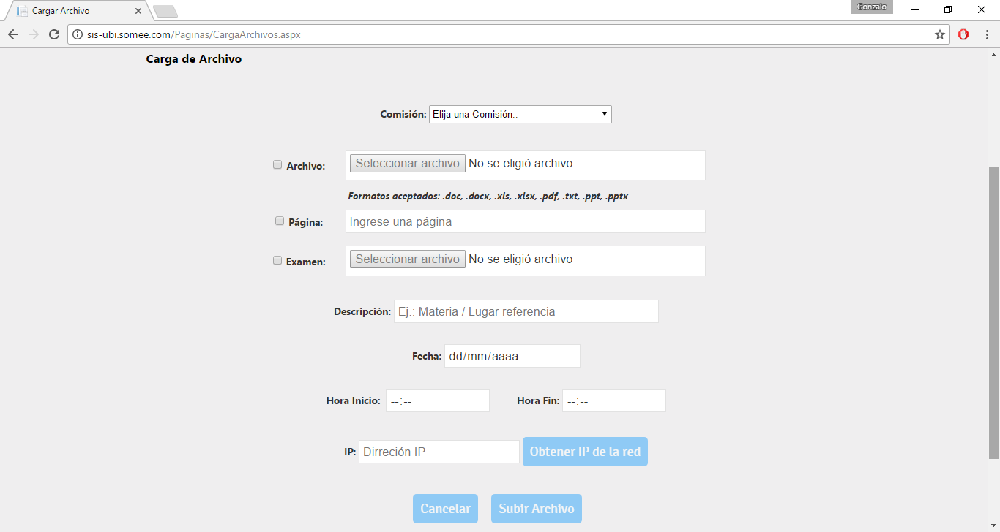 Cargar Archivo
Gonzalo
sis-ubi.somee.com/Paginas/CargaArchivos.aspx
Carga de Archivo
Comisión: Elija una Comisión..
Archivo: Seleccionar archivo No se eligió archivo
Formatos aceptados: .doc, .docx, .xls, .xlsx, .pdf, .txt, .ppt, .pptx
Página: Ingrese una página
Examen: Seleccionar archivo No se eligió archivo
Descripción: Ej.: Materia / Lugar referencia
Fecha: dd/mm/aaaa
Hora Inicio: --:-- Hora Fin: --:--
IP: Dirreción IP Obtener IP de la red
Cancelar Subir Archivo